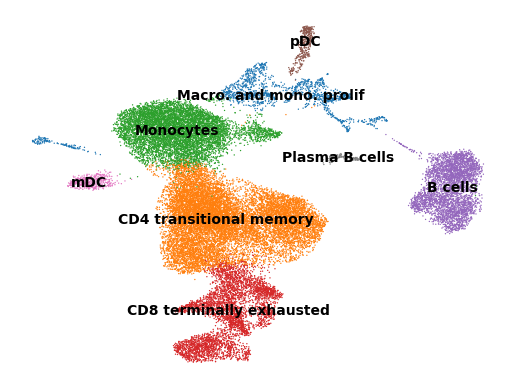 pDC
Macro. and mono. prolif
Monocytes
Plasma B cells
mDC
B cells
CD4 transitional memory
CD8 terminally exhausted